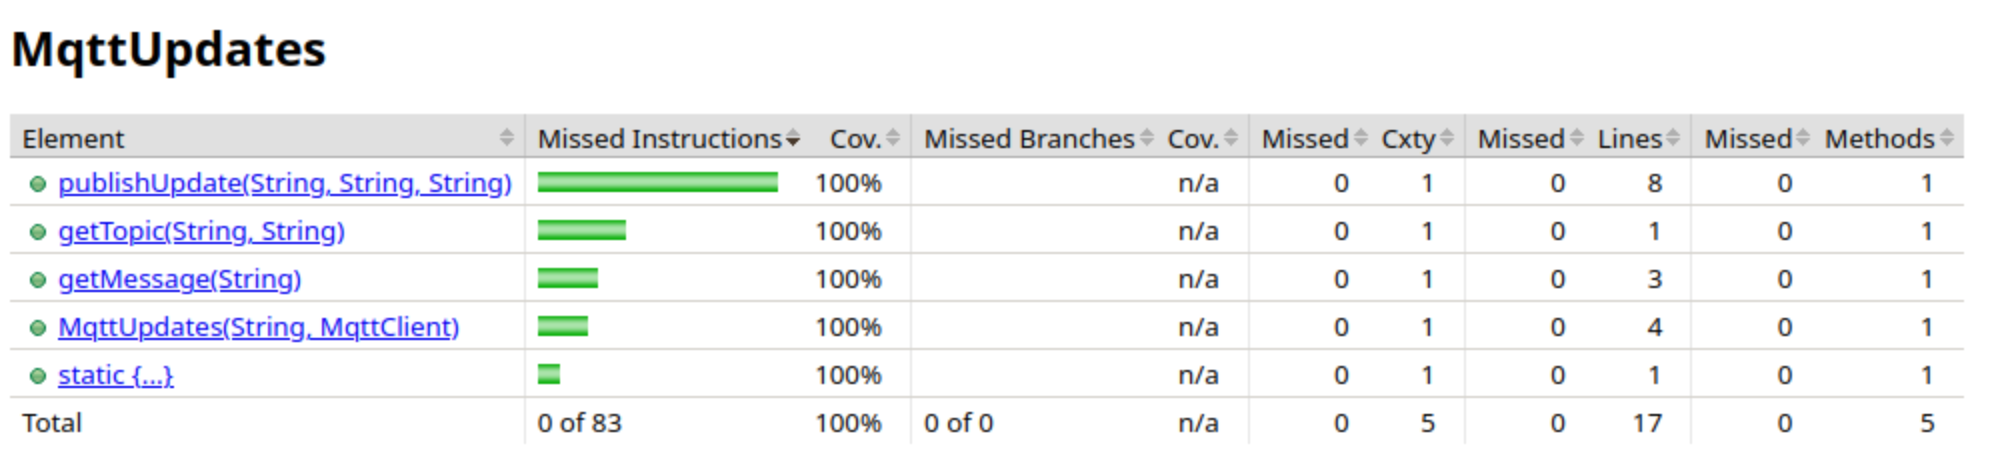 MqttUpdates
Element Missed Instructions Cov. Missed Branches Cov. Missed Cxty Missed Lines Missed Methods
publishUpdate(String, String, String) 100% n/a 0 1 0 8 0 1
getTopic(String, String) 100% n/a 0 1 0 1 0 1
getMessage(String) 100% n/a 0 1 0 3 0 1
MqttUpdates(String, MqttClient) 100% n/a 0 1 0 4 0 1
static {...} 100% n/a 0 1 0 1 0 1
Total 0 of 83 100% 0 of 0 n/a 0 5 0 17 0 5